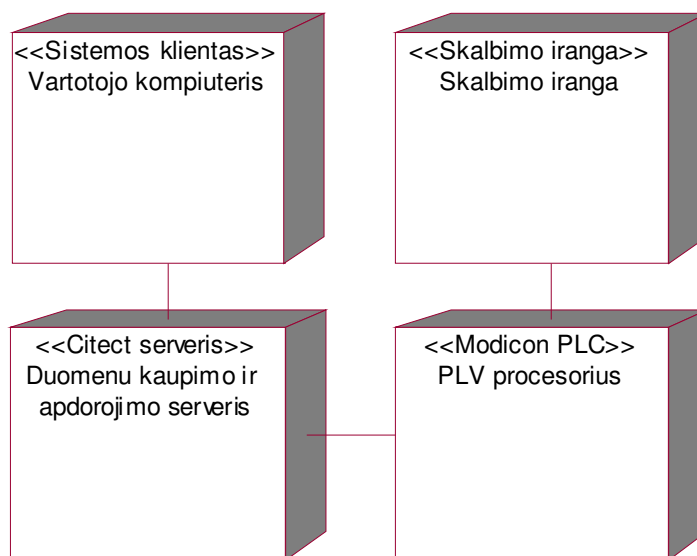 <<Sistemos klientas>>
Vartotojo kompiuteris
<<Skalbimo iranga>>
Skalbimo iranga
<<Citect serveris>>
Duomenu kaupimo ir
apdorojimo serveris
<<Modicon PLC>>
PLV procesorius